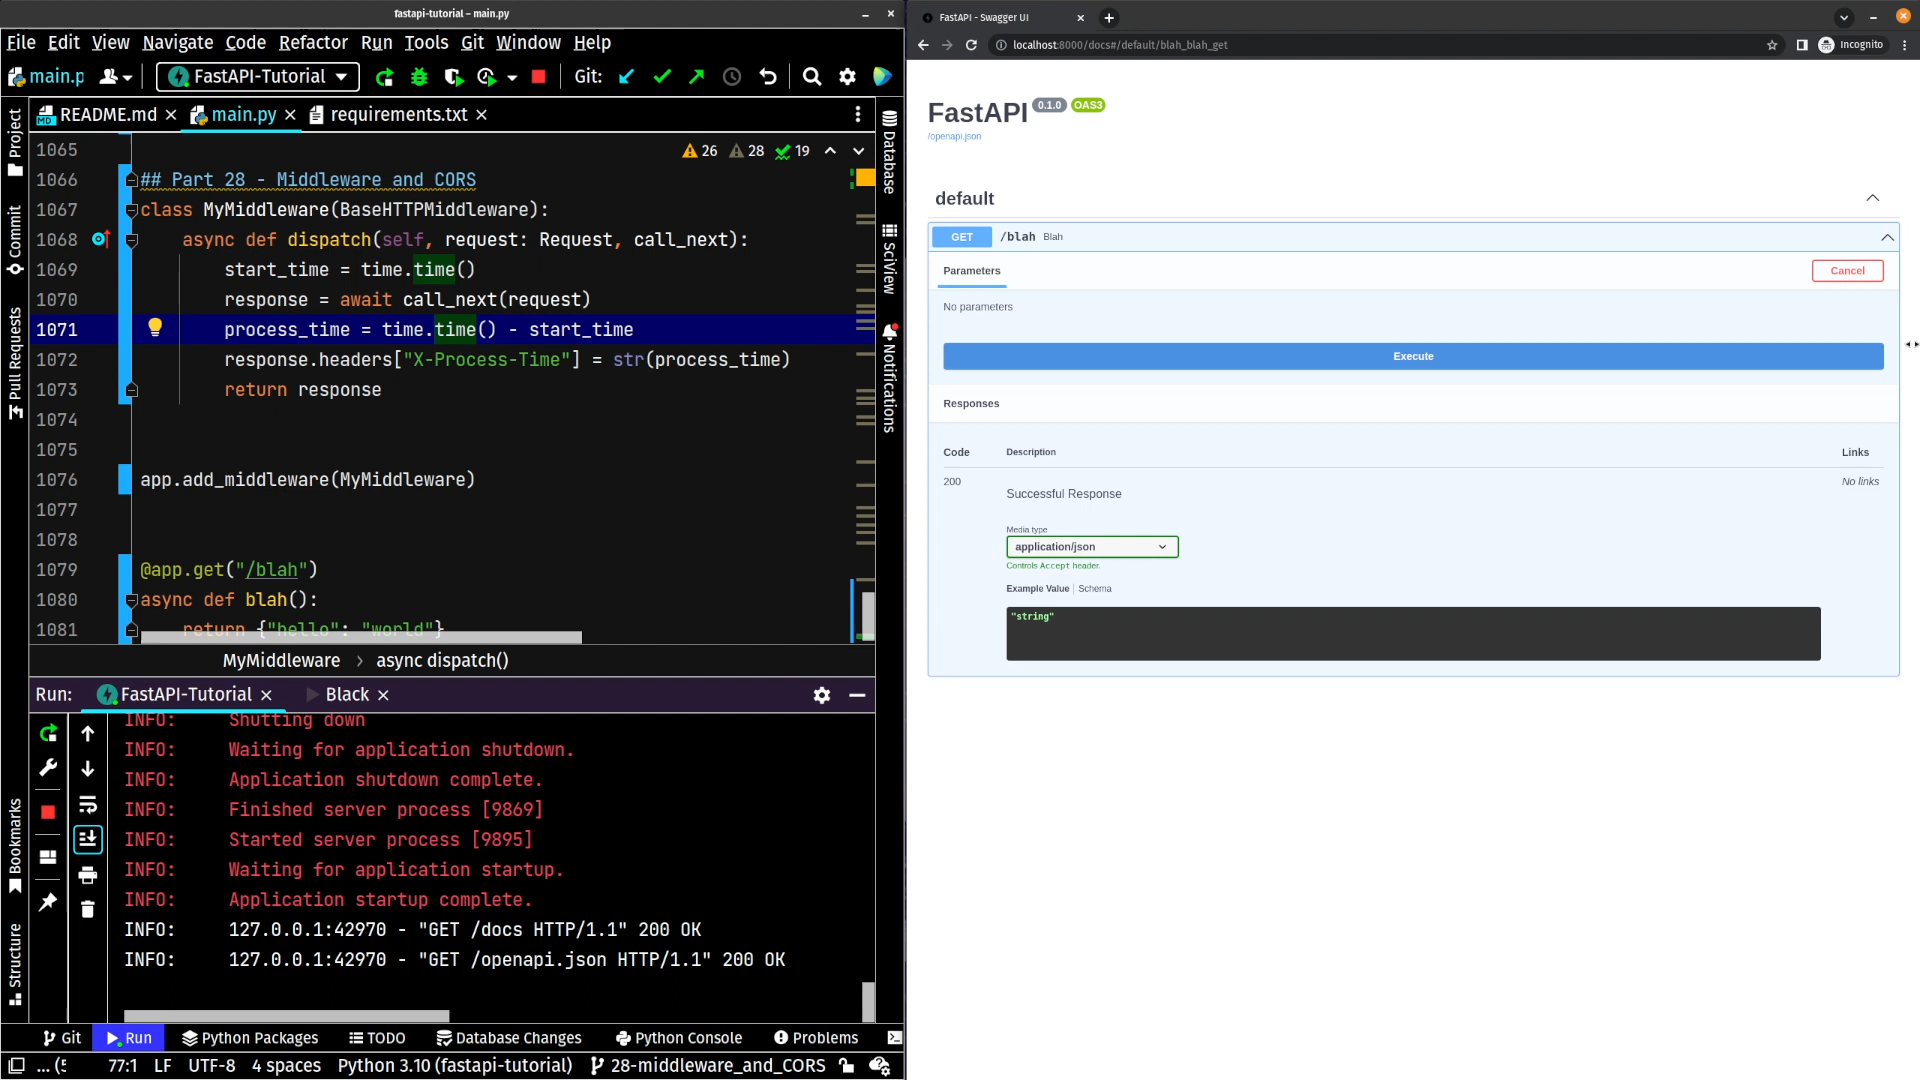 fastapi-tutorial – main.py
File Edit View Navigate Code Refactor Run Tools Git Window Help
main.p FastAPI-Tutorial Git:
README.md main.py requirements.txt
26 28 19
1065
1066 ## Part 28 - Middleware and CORS
1067 class MyMiddleware(BaseHTTPMiddleware):
1068 async def dispatch(self, request: Request, call_next):
1069 start_time = time.time()
1070 response = await call_next(request)
1071 process_time = time.time() - start_time
1072 response.headers["X-Process-Time"] = str(process_time)
1073 return response
1074
1075
1076 app.add_middleware(MyMiddleware)
1077
1078
1079 @app.get("/blah")
1080 async def blah():
1081 return {"hello": "world"}
MyMiddleware › async dispatch()
Project
Commit
Pull Requests
Bookmarks
Structure
Database
SciView
Notifications
Run: FastAPI-Tutorial Black
INFO: Shutting down
INFO: Waiting for application shutdown.
INFO: Application shutdown complete.
INFO: Finished server process [9869]
INFO: Started server process [9895]
INFO: Waiting for application startup.
INFO: Application startup complete.
INFO: 127.0.0.1:42970 - "GET /docs HTTP/1.1" 200 OK
INFO: 127.0.0.1:42970 - "GET /openapi.json HTTP/1.1" 200 OK
Git Run Python Packages TODO Database Changes Python Console Problems
... (5 77:1 LF UTF-8 4 spaces Python 3.10 (fastapi-tutorial) 28-middleware_and_CORS
FastAPI - Swagger UI
localhost:8000/docs#/default/blah_blah_get
Incognito
FastAPI 0.1.0 OAS3
/openapi.json
default
GET /blah Blah
Parameters
Cancel
No parameters
Execute
Responses
Code Description Links
200 Successful Response No links
Media type
application/json
Controls Accept header.
Example Value Schema
"string"